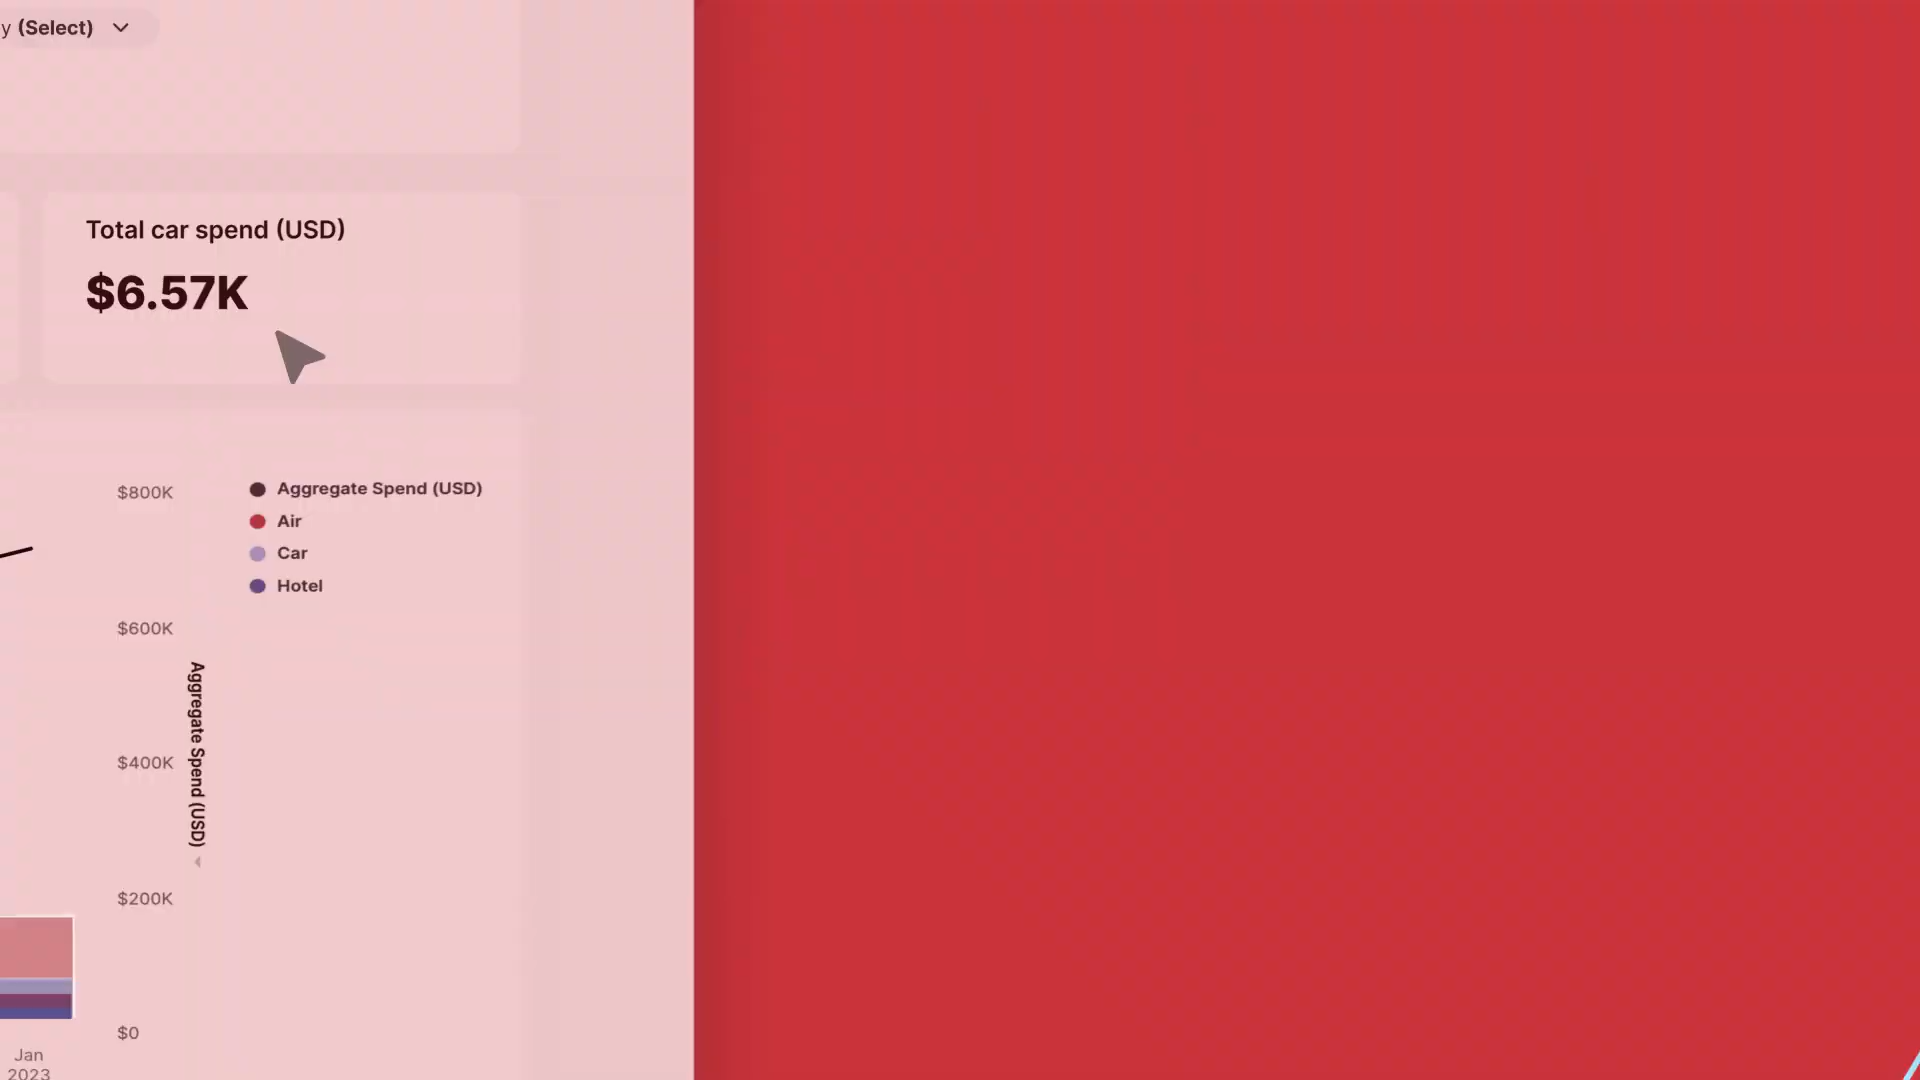 y (Select)
Total car spend (USD)
$6.57K
$800K
Aggregate Spend (USD)
Air
Car
Hotel
$600K
Aggregate Spend (USD)
$400K
$200K
$0
Jan
2023